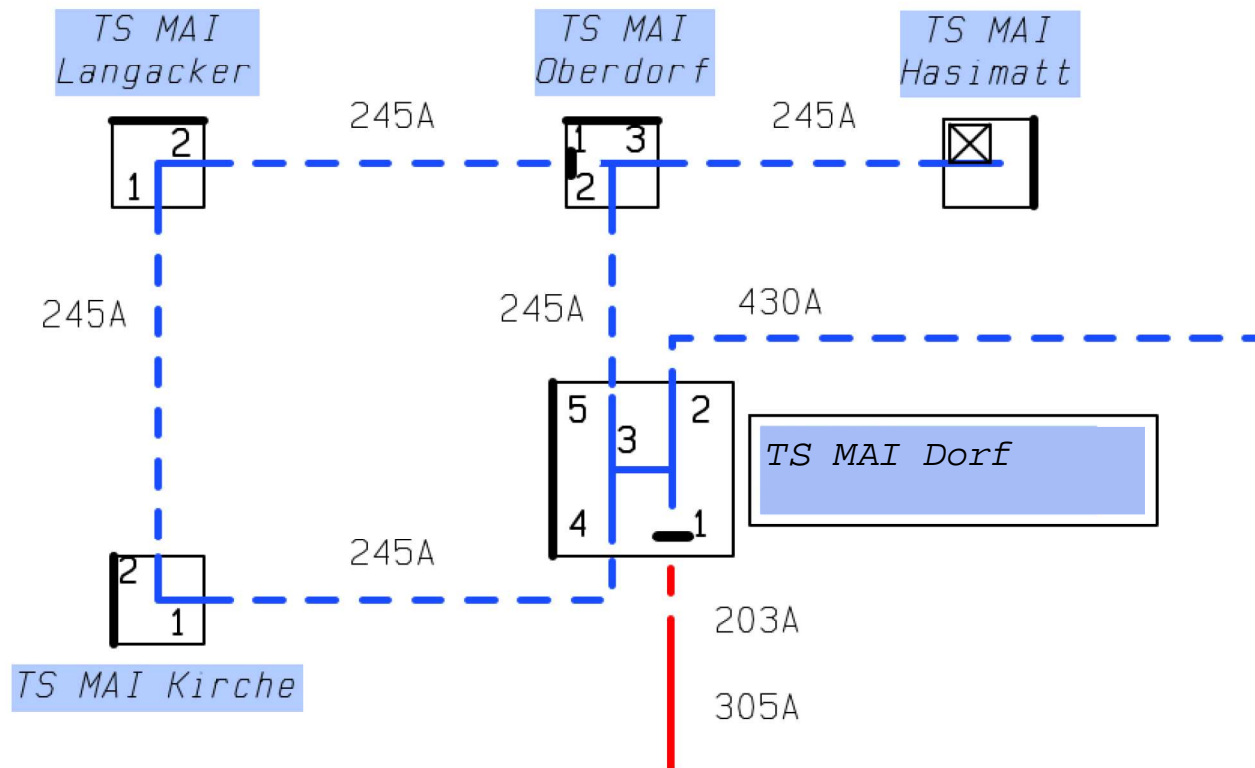 TS MAI
Langacker
TS MAI
Oberdorf
TS MAI
Hasimatt
245A
245A
2
1
1
3
2
245A
245A
430A
5
2
3
4
1
TS MAI Dorf
2
1
245A
203A
TS MAI Kirche
305A